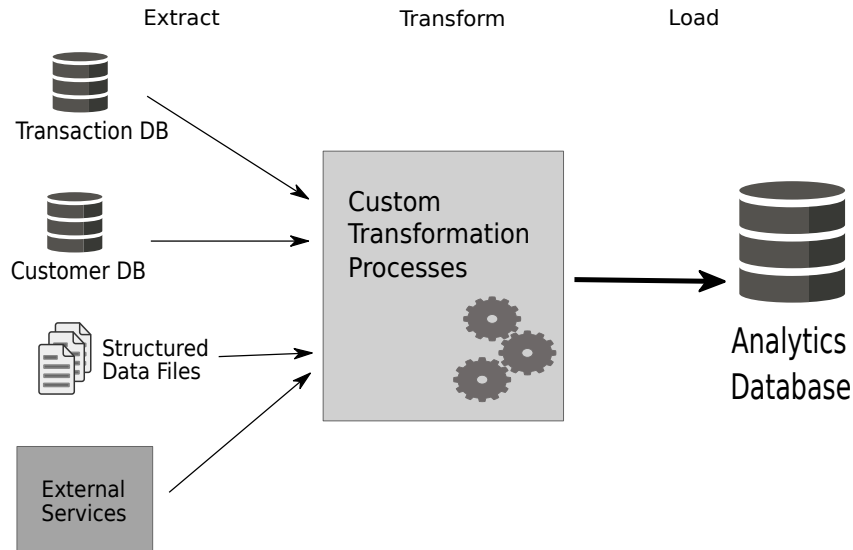 Extract
Transform
Load
Transaction DB
Customer DB
Structured
Data Files
External
Services
Custom
Transformation
Processes
Analytics
Database